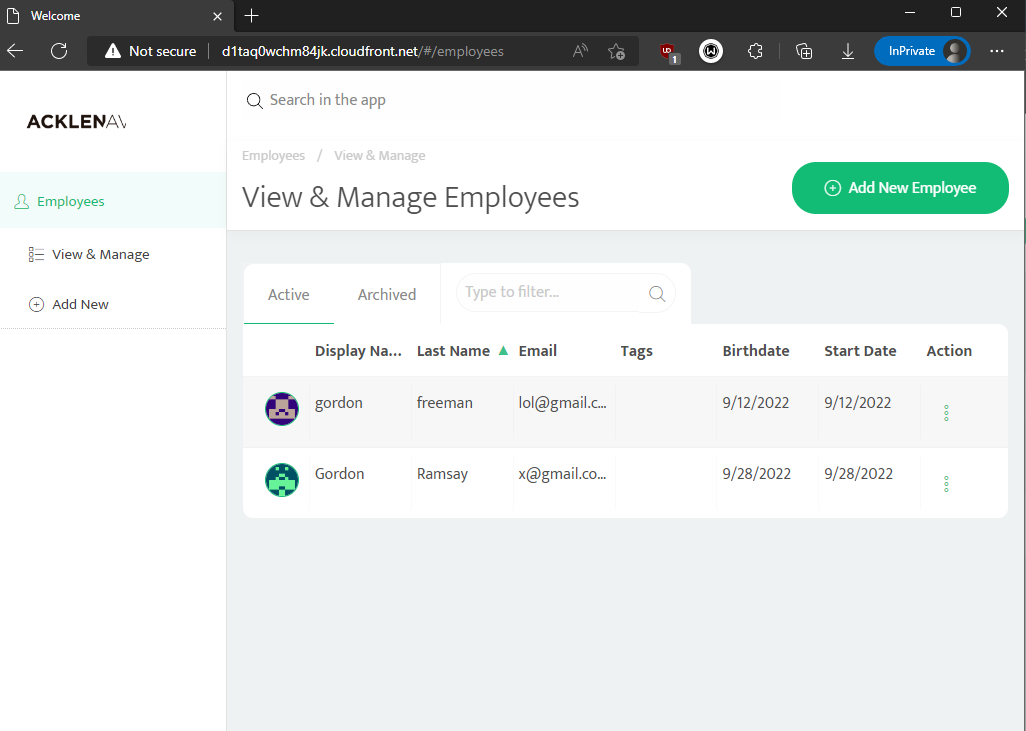 Welcome
Not secure d1taq0wchm84jk.cloudfront.net/#/employees 1 InPrivate
ACKLENAV
Search in the app
Employees / View & Manage
View & Manage Employees
Add New Employee
Employees
View & Manage
Add New
Active Archived Type to filter...
Display Na... Last Name ▲ Email Tags Birthdate Start Date Action
gordon freeman lol@gmail.c... 9/12/2022 9/12/2022
Gordon Ramsay x@gmail.co... 9/28/2022 9/28/2022